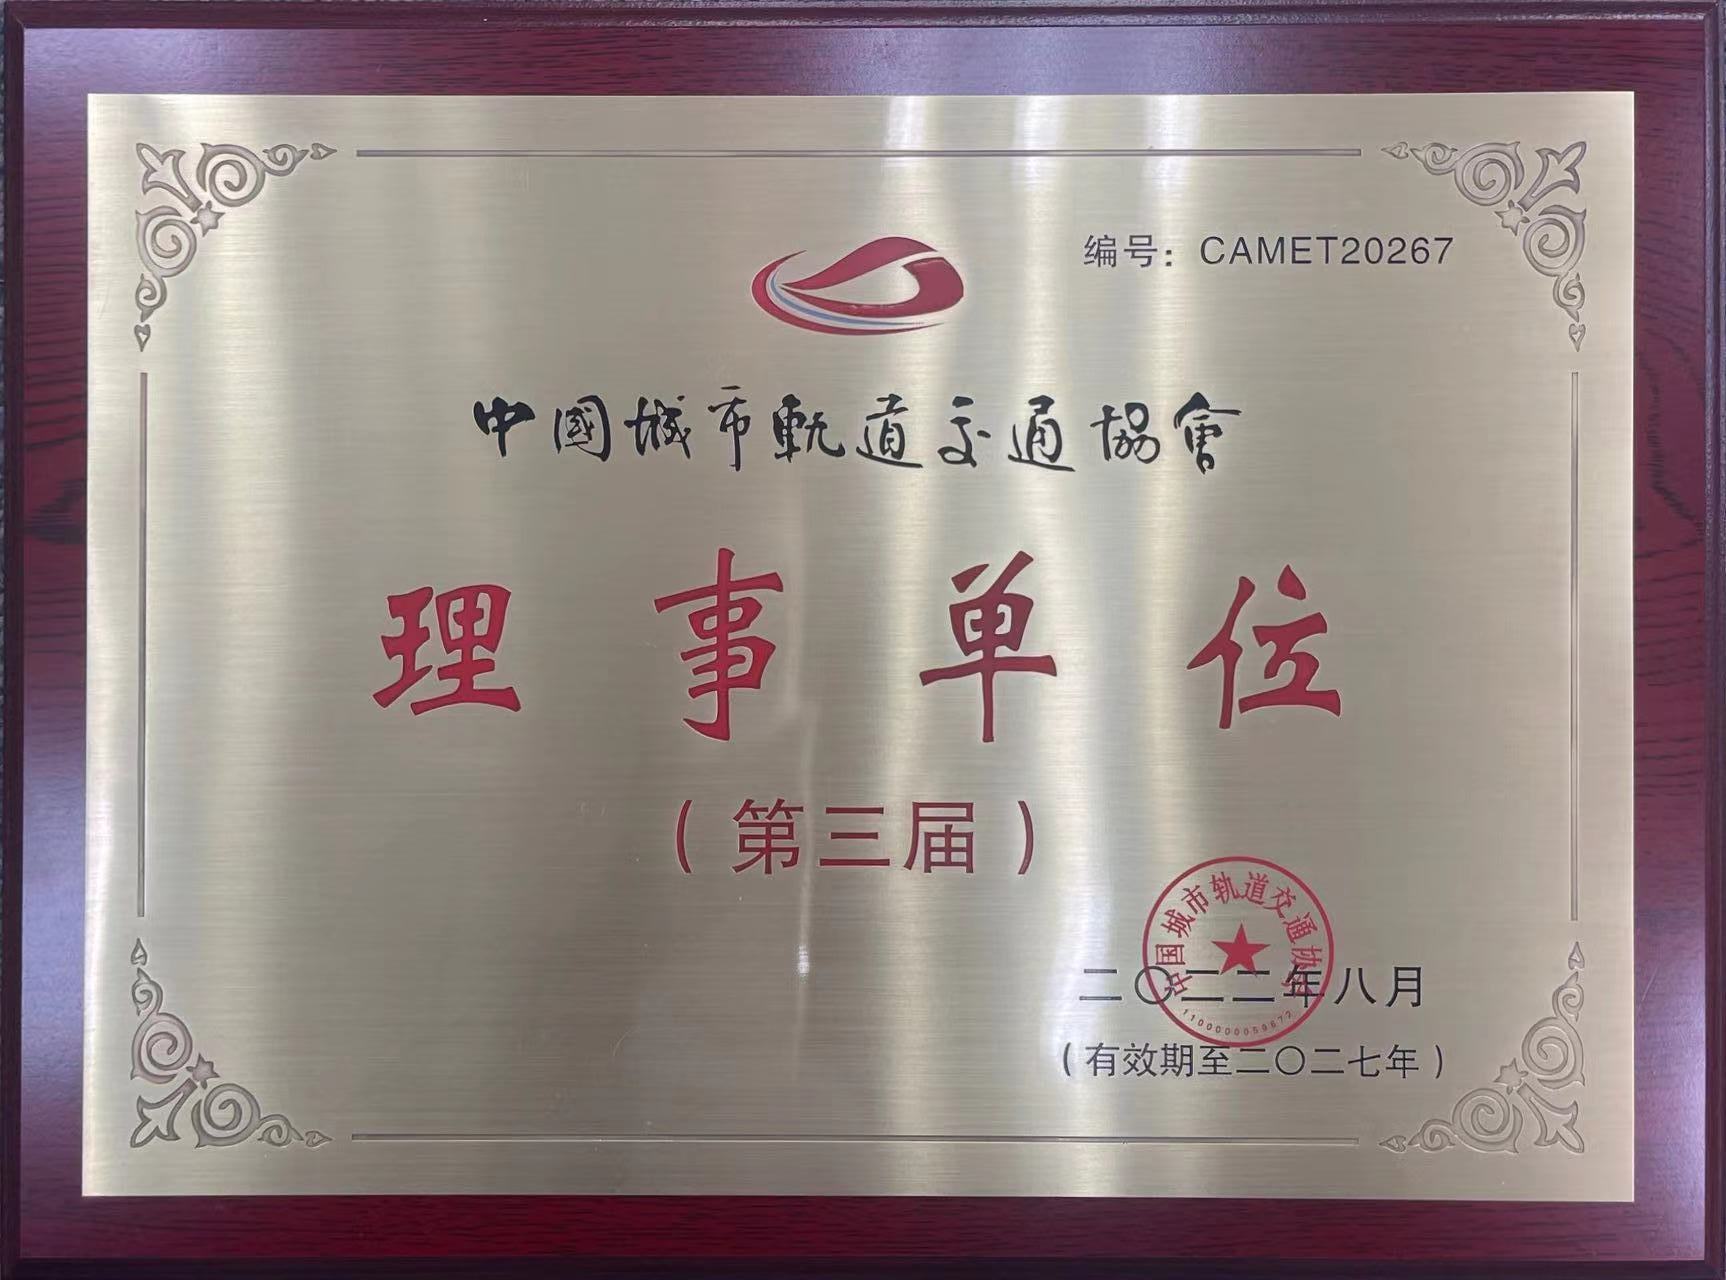 编号：CAMET20267
中國城市軌道交通協會
理事单位
（第三届）
中国城市轨道交通协会
二〇二二年八月
1100000059672
（有效期至二〇二七年）